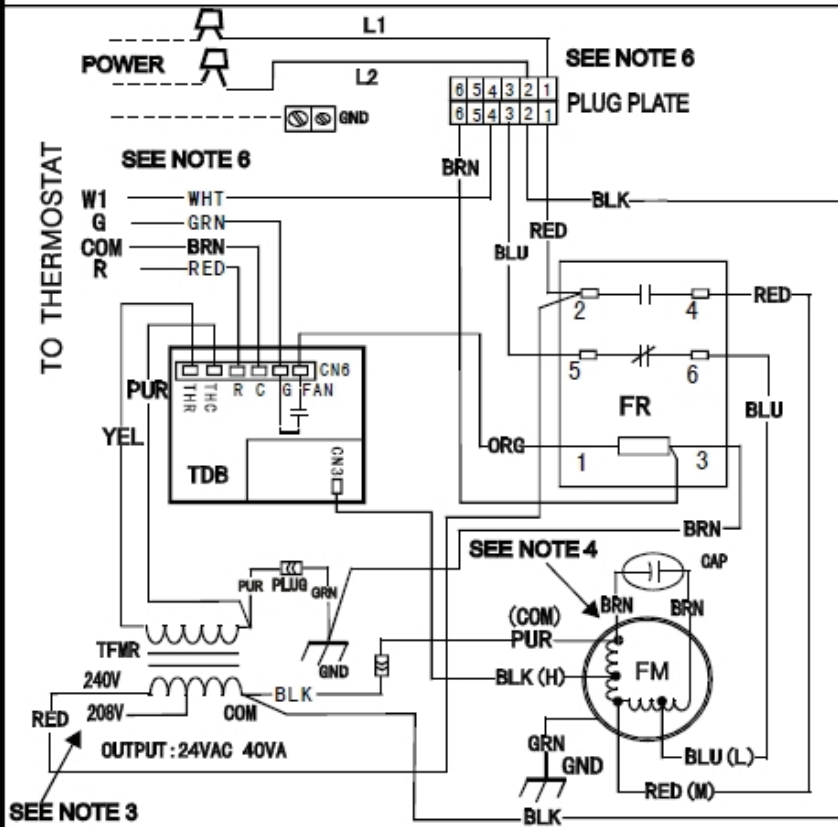 L1
POWER
L2
SEE NOTE 6
6 5 4 3 2 1
6 5 4 3 2 1
PLUG PLATE
GND
SEE NOTE 6
BRN
TO THERMOSTAT
W1 WHT
G GRN
COM BRN
R RED
BLK
RED
BLU
2
4
RED
5
6
FR
BLU
CN6
THR THC R C G FAN
PUR
YEL
TDB
CN3
ORG
1
3
BRN
SEE NOTE 4
CAP
PUR PLUG GRN
BRN
BRN
(COM)
PUR
TFMR
GND
FM
BLK (H)
240V
BLK
RED
208V
COM
OUTPUT : 24VAC 40VA
GRN
GND
BLU (L)
RED (M)
SEE NOTE 3
BLK